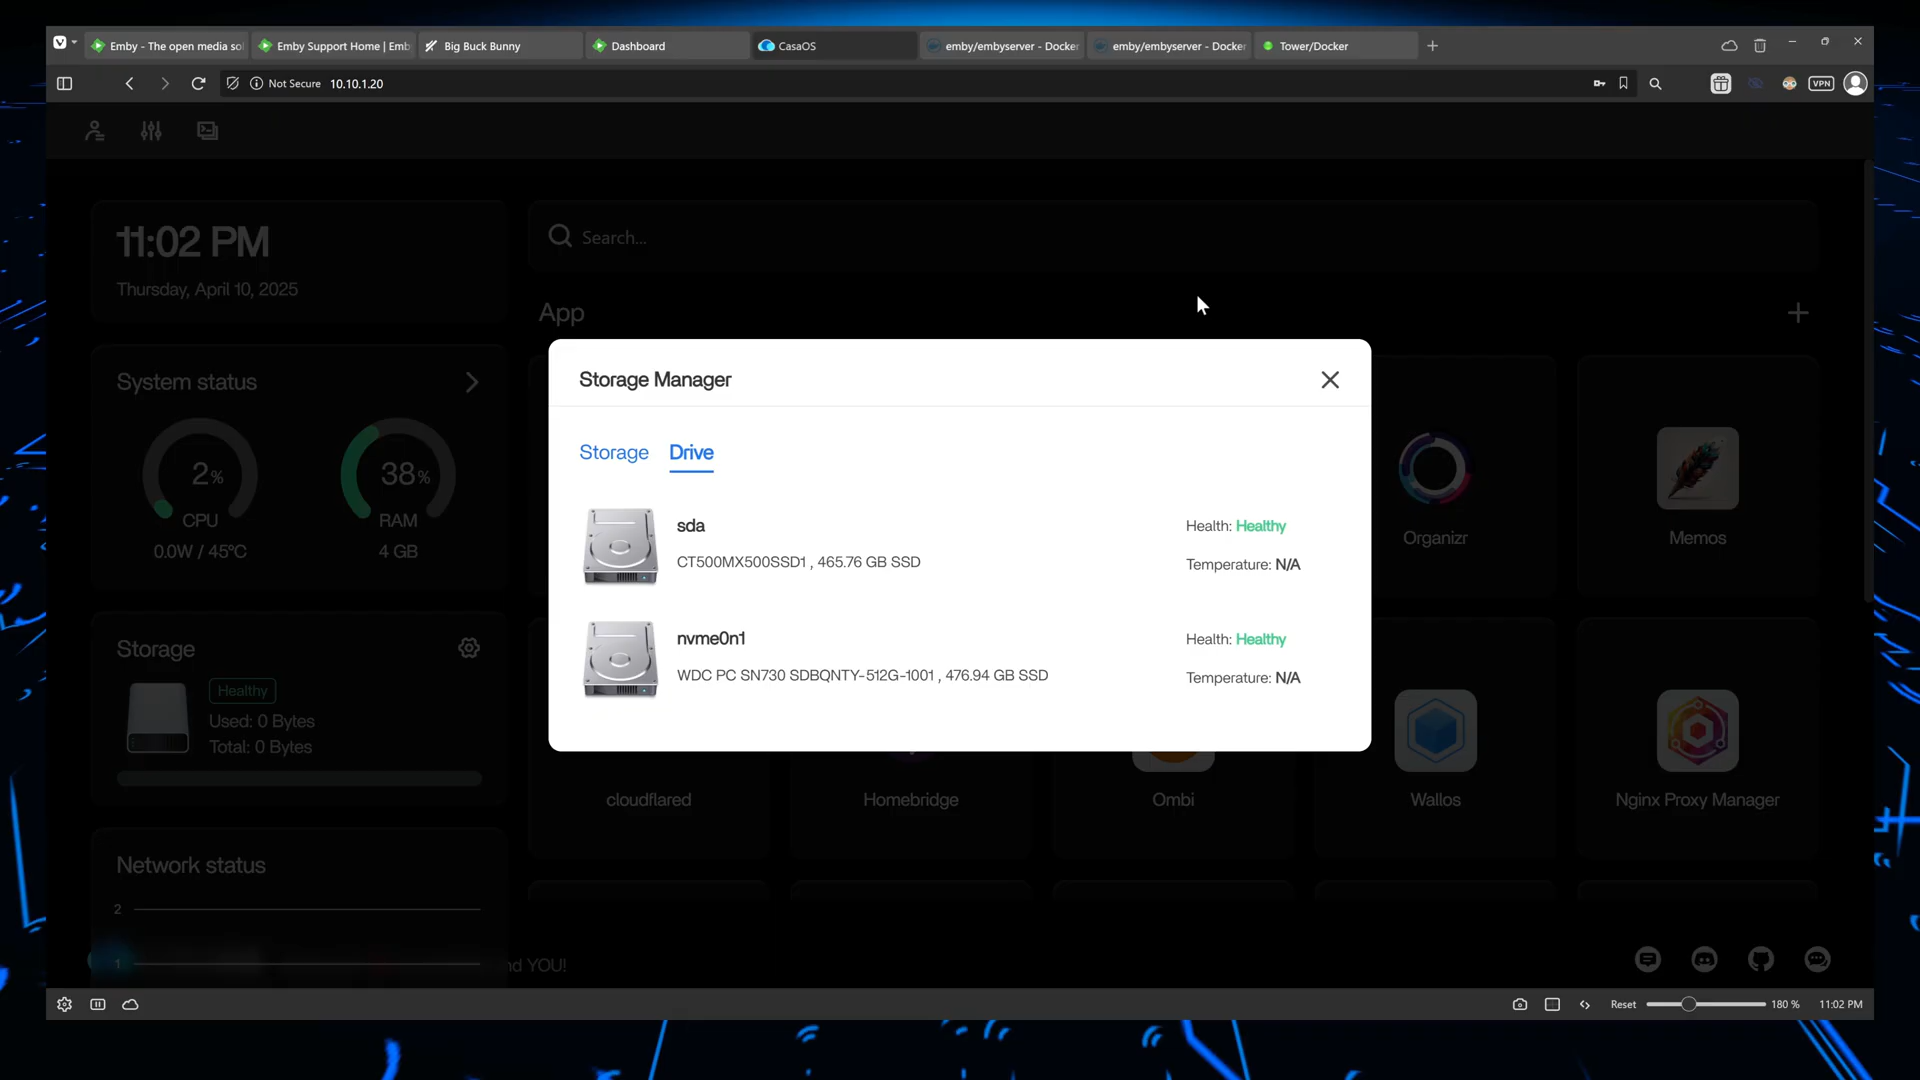 Emby - The open media so
Emby Support Home | Emb
Big Buck Bunny
Dashboard
CasaOS
emby/embyserver - Docker
emby/embyserver - Docker
Tower/Docker
Not Secure 10.10.1.20
VPN
11:02 PM
Thursday, April 10, 2025
Search...
App
System status
2%
CPU
0.0W / 45°C
38%
RAM
4 GB
Storage Manager
Storage
Drive
sda
CT500MX500SSD1 , 465.76 GB SSD
Health: Healthy
Temperature: N/A
nvme0n1
WDC PC SN730 SDBQNTY-512G-1001 , 476.94 GB SSD
Health: Healthy
Temperature: N/A
Organizr
Memos
Storage
Healthy
Used: 0 Bytes
Total: 0 Bytes
cloudflared
Homebridge
Ombi
Wallos
Nginx Proxy Manager
Network status
2
1
nd YOU!
Reset
180 %
11:02 PM